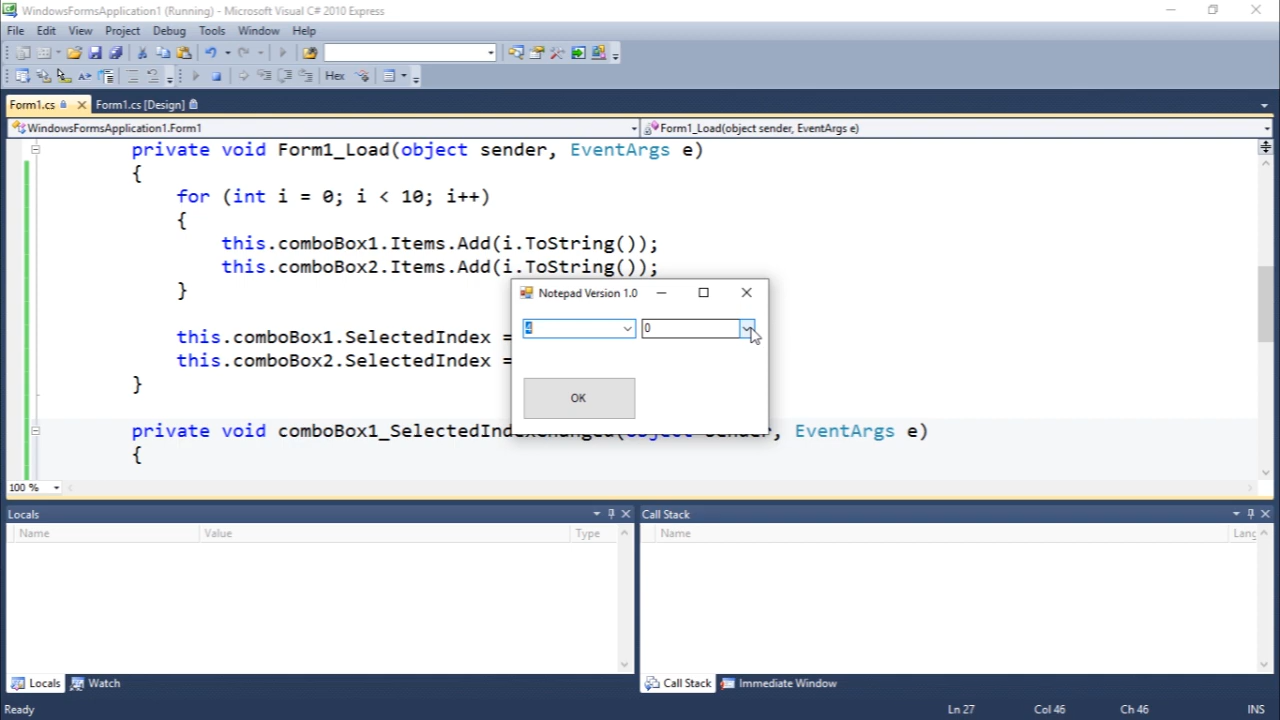 WindowsFormsApplication1 (Running) - Microsoft Visual C# 2010 Express
File Edit View Project Debug Tools Window Help
Hex
Form1.cs Form1.cs [Design]
WindowsFormsApplication1.Form1 Form1_Load(object sender, EventArgs e)
private void Form1_Load(object sender, EventArgs e)
{
for (int i = 0; i < 10; i++)
{
this.comboBox1.Items.Add(i.ToString());
this.comboBox2.Items.Add(i.ToString());
}
this.comboBox1.SelectedIndex =
this.comboBox2.SelectedIndex =
}
private void comboBox1_SelectedIndexChanged(object sender, EventArgs e)
{
Notepad Version 1.0
4 0
OK
100 %
Locals Call Stack
Name Value Type Name Lang
Locals Watch Call Stack Immediate Window
Ready Ln 27 Col 46 Ch 46 INS